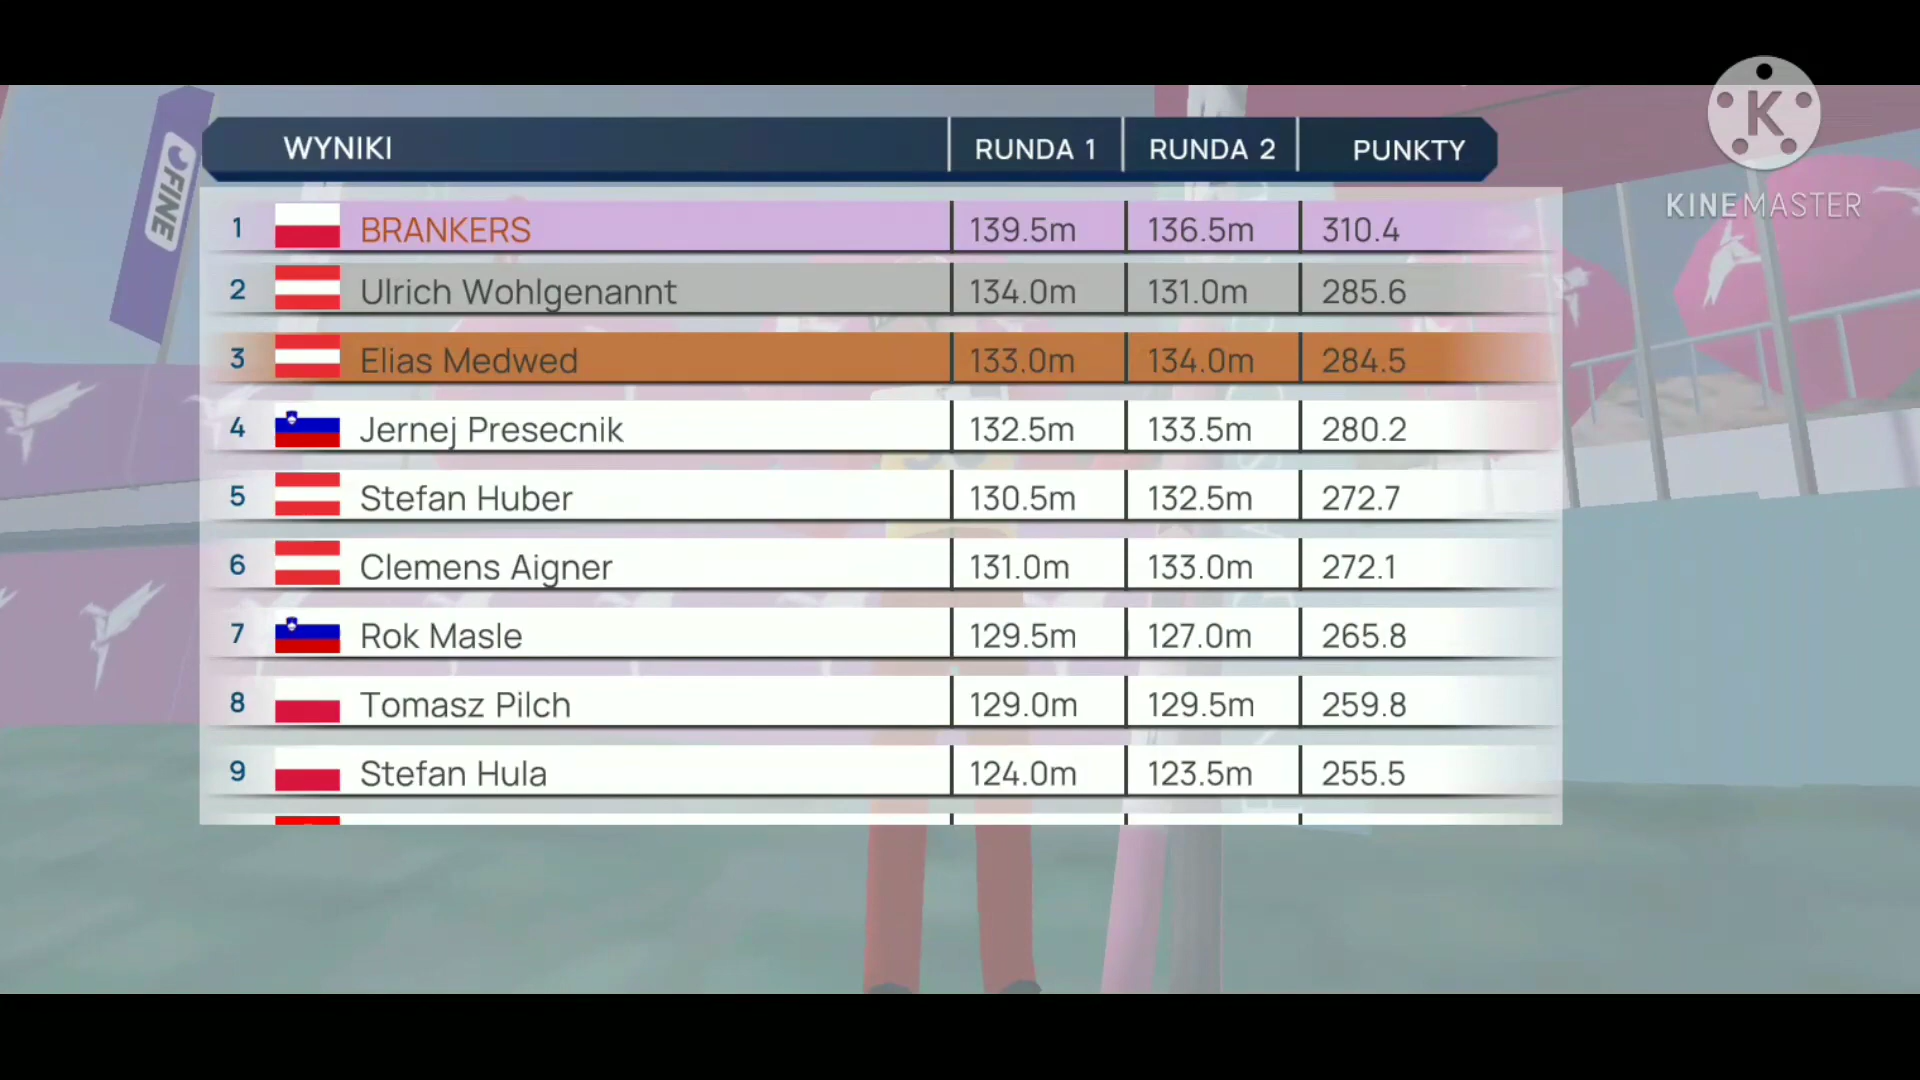 WYNIKI RUNDA 1 RUNDA 2 PUNKTY
1 BRANKERS 139.5m 136.5m 310.4
2 Ulrich Wohlgenannt 134.0m 131.0m 285.6
3 Elias Medwed 133.0m 134.0m 284.5
4 Jernej Presecnik 132.5m 133.5m 280.2
5 Stefan Huber 130.5m 132.5m 272.7
6 Clemens Aigner 131.0m 133.0m 272.1
7 Rok Masle 129.5m 127.0m 265.8
8 Tomasz Pilch 129.0m 129.5m 259.8
9 Stefan Hula 124.0m 123.5m 255.5
FINE
K
KINEMASTER